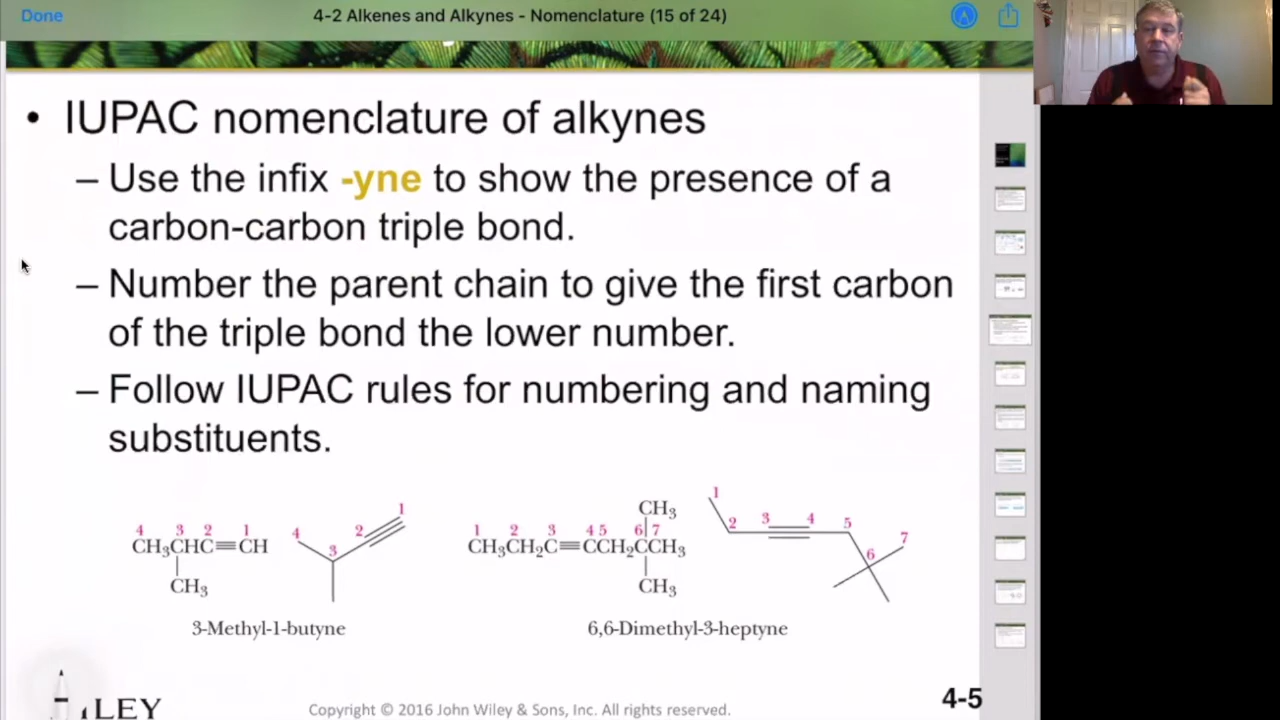 Done
4-2 Alkenes and Alkynes - Nomenclature (15 of 24)
• IUPAC nomenclature of alkynes
– Use the infix -yne to show the presence of a
carbon-carbon triple bond.
– Number the parent chain to give the first carbon
of the triple bond the lower number.
– Follow IUPAC rules for numbering and naming
substituents.
4 3 2 1
CH₃CHC≡CH
CH₃
4 3 2 1
3-Methyl-1-butyne
CH₃
1 2 3 4 5 6 7
CH₃CH₂C≡CCH₂CCH₃
CH₃
1 2 3 4 5 6 7
6,6-Dimethyl-3-heptyne
LEY
Copyright © 2016 John Wiley & Sons, Inc. All rights reserved.
4-5